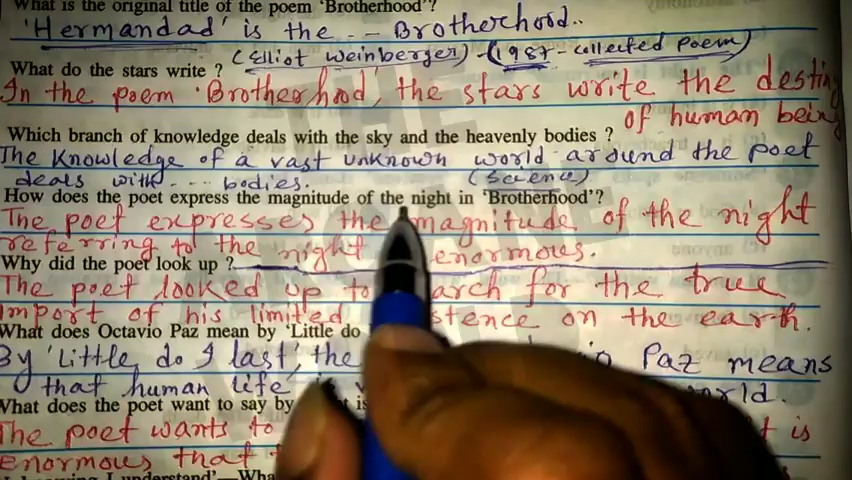 What is the original title of the poem 'Brotherhood'?
'Hermandad' is the -- Brotherhood..
(Elliot Weinberger)-(1987-collected Poem)
What do the stars write ?
In the poem 'Brotherhood', the stars write the destin
of human being
Which branch of knowledge deals with the sky and the heavenly bodies ?
The Knowledge of a vast unknown world around the poet
deals with ... bodies. (Science)
How does the poet express the magnitude of the night in 'Brotherhood'?
The poet expresses the magnitude of the night
referring to the night enormous.
Why did the poet look up ?
The poet looked up to arch for the true
import of his limited tence on the earth.
What does Octavio Paz mean by 'Little do
By 'Little do I last', the Paz means
that human life is
What does the poet want to say by
The poet wants to is
enormous that